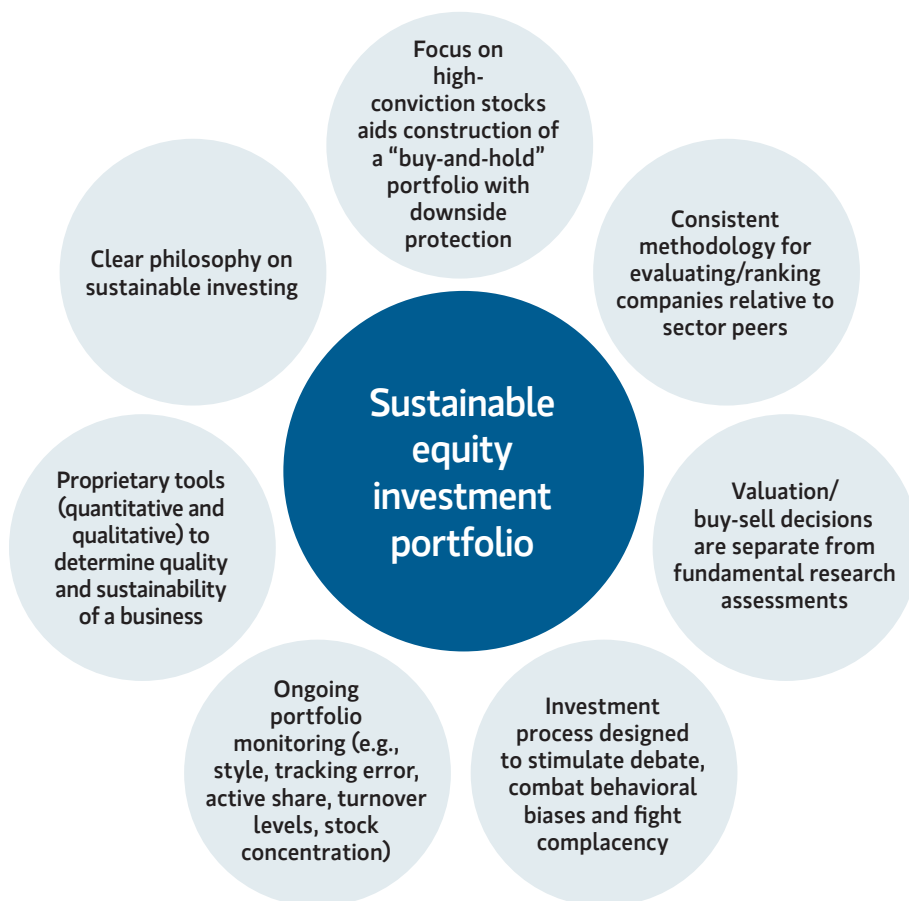 Focus on
high-
conviction stocks
aids construction of
a “buy-and-hold”
portfolio with
downside
protection
Consistent
methodology for
evaluating/ranking
companies relative to
sector peers
Valuation/
buy-sell decisions
are separate from
fundamental research
assessments
Investment
process designed
to stimulate debate,
combat behavioral
biases and fight
complacency
Ongoing
portfolio
monitoring (e.g.,
style, tracking error,
active share, turnover
levels, stock
concentration)
Proprietary tools
(quantitative and
qualitative) to
determine quality
and sustainability
of a business
Clear philosophy on
sustainable investing
Sustainable
equity
investment
portfolio